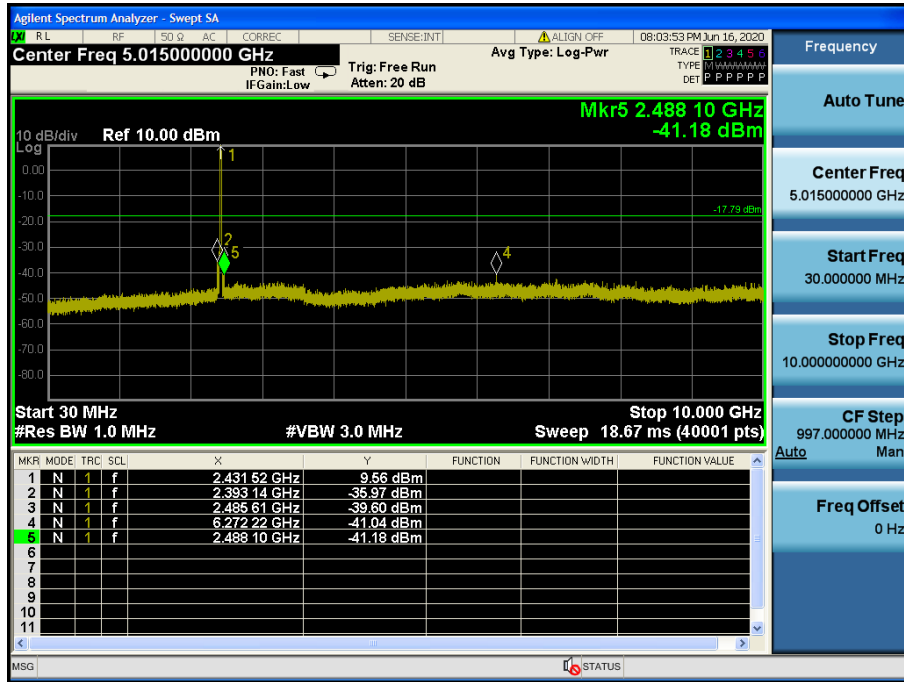 Agilent Spectrum Analyzer - Swept SA
LXI RL RF 50 Ω AC CORREC SENSE:INT ALIGN OFF 08:03:53 PM Jun 16, 2020
Center Freq 5.015000000 GHz
PNO: Fast
IFGain:Low
Trig: Free Run
Atten: 20 dB
Avg Type: Log-Pwr
TRACE 1 2 3 4 5 6
TYPE M WWWWW
DET P P P P P P
Mkr5 2.488 10 GHz
-41.18 dBm
10 dB/div Ref 10.00 dBm
Log
0.00
-10.0
-20.0
-30.0
-40.0
-50.0
-60.0
-70.0
-80.0
1
2
5
4
-17.79 dBm
Start 30 MHz Stop 10.000 GHz
#Res BW 1.0 MHz #VBW 3.0 MHz Sweep 18.67 ms (40001 pts)
MKR MODE TRC SCL X Y FUNCTION FUNCTION WIDTH FUNCTION VALUE
1 N 1 f 2.431 52 GHz 9.56 dBm
2 N 1 f 2.393 14 GHz -35.97 dBm
3 N 1 f 2.485 61 GHz -39.60 dBm
4 N 1 f 6.272 22 GHz -41.04 dBm
5 N 1 f 2.488 10 GHz -41.18 dBm
6
7
8
9
10
11
MSG STATUS
Frequency
Auto Tune
Center Freq
5.015000000 GHz
Start Freq
30.000000 MHz
Stop Freq
10.000000000 GHz
CF Step
997.000000 MHz
Auto Man
Freq Offset
0 Hz